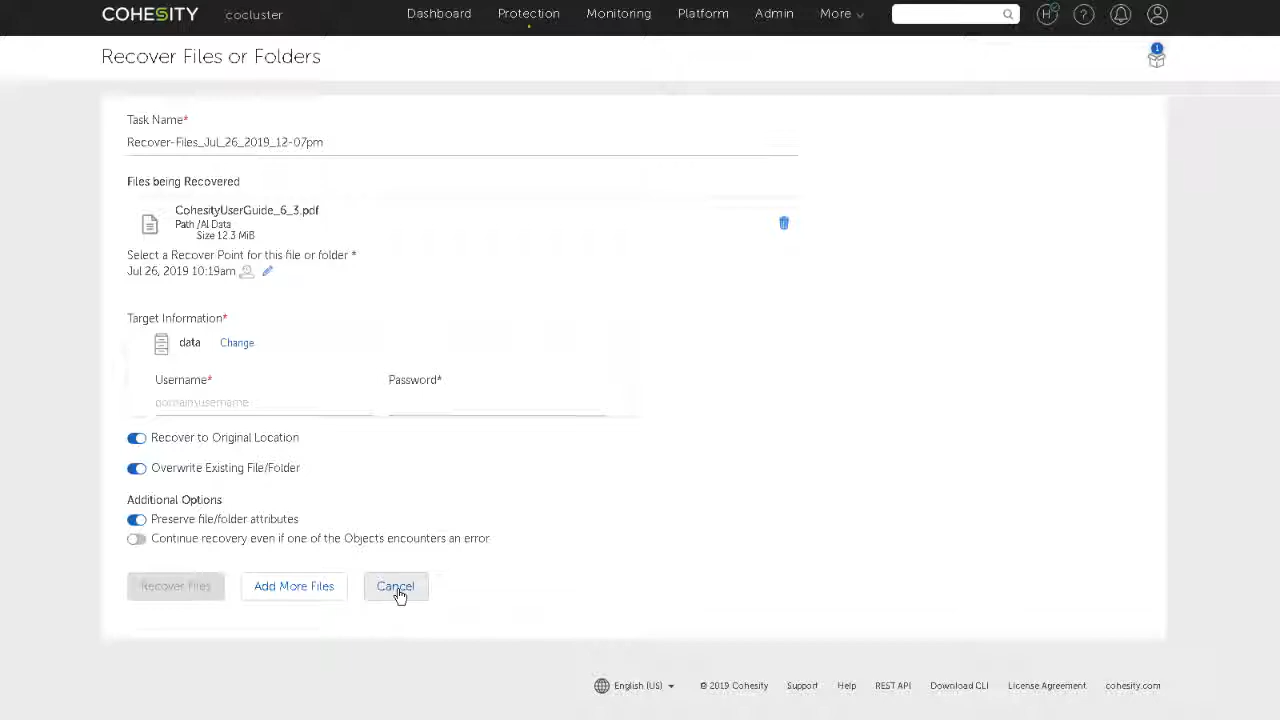 COHESITY cocluster Dashboard Protection Monitoring Platform Admin More
Recover Files or Folders 1
Task Name*
Recover-Files_Jul_26_2019_12-07pm
Files being Recovered
CohesityUserGuide_6_3.pdf
Path /Al Data
Size 12.3 MiB
Select a Recover Point for this file or folder *
Jul 26, 2019 10:19am
Target Information*
data Change
Username* Password*
domain\username
Recover to Original Location
Overwrite Existing File/Folder
Additional Options
Preserve file/folder attributes
Continue recovery even if one of the Objects encounters an error
Recover Files Add More Files Cancel
English (US) © 2019 Cohesity Support Help REST API Download CLI License Agreement cohesity.com